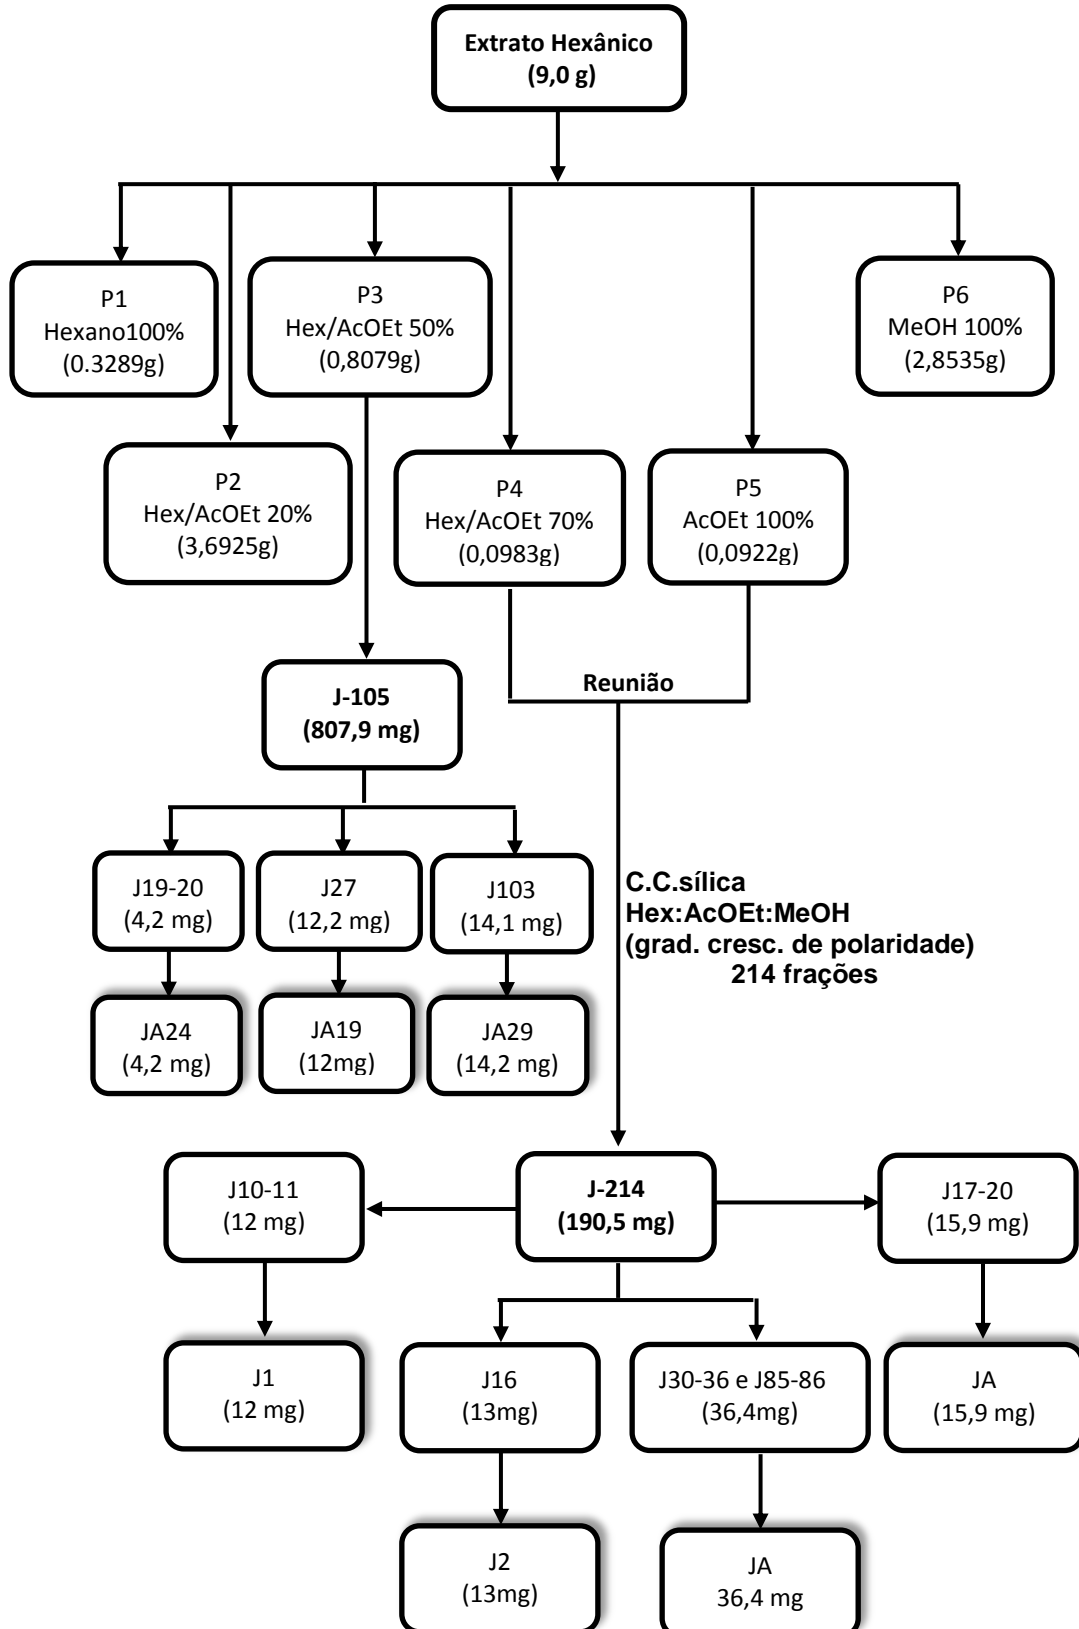 Extrato Hexânico
(9,0 g)
P1
Hexano100%
(0.3289g)
P3
Hex/AcOEt 50%
(0,8079g)
P6
MeOH 100%
(2,8535g)
P2
Hex/AcOEt 20%
(3,6925g)
P4
Hex/AcOEt 70%
(0,0983g)
P5
AcOEt 100%
(0,0922g)
J-105
(807,9 mg)
Reunião
J19-20
(4,2 mg)
J27
(12,2 mg)
J103
(14,1 mg)
C.C.sílica
Hex:AcOEt:MeOH
(grad. cresc. de polaridade)
214 frações
JA24
(4,2 mg)
JA19
(12mg)
JA29
(14,2 mg)
J10-11
(12 mg)
J-214
(190,5 mg)
J17-20
(15,9 mg)
J1
(12 mg)
J16
(13mg)
J30-36 e J85-86
(36,4mg)
JA
(15,9 mg)
J2
(13mg)
JA
36,4 mg